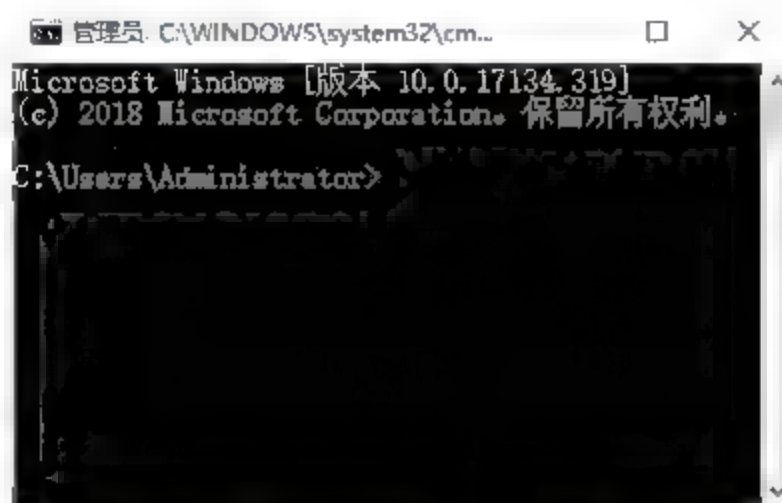 管理员: C:\WINDOWS\system32\cm...
Microsoft Windows [版本 10.0.17134.319]
(c) 2018 Microsoft Corporation。保留所有权利。
C:\Users\Administrator>